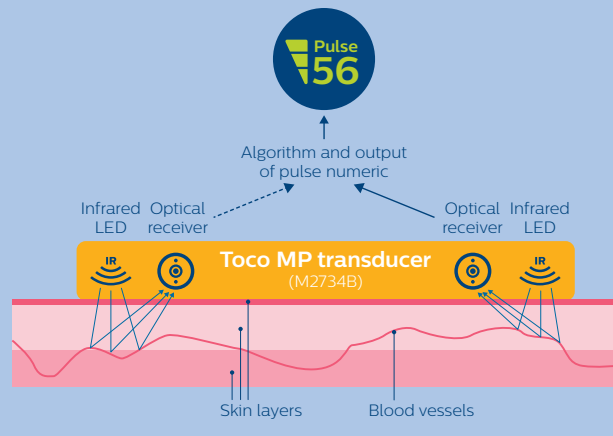 Pulse
56
Algorithm and output
of pulse numeric
Infrared
LED
Optical
receiver
Optical
receiver
Infrared
LED
IR
Toco MP transducer
(M2734B)
IR
Skin layers
Blood vessels